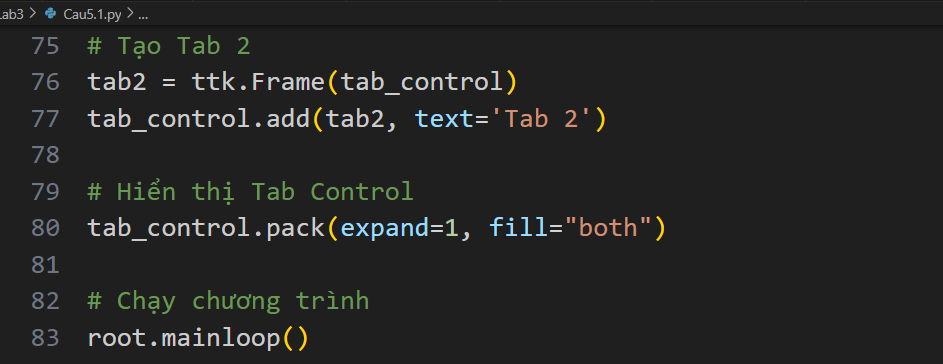 ab3 > Cau5.1.py > ...
75 # Tạo Tab 2
76 tab2 = ttk.Frame(tab_control)
77 tab_control.add(tab2, text='Tab 2')
78
79 # Hiển thị Tab Control
80 tab_control.pack(expand=1, fill="both")
81
82 # Chạy chương trình
83 root.mainloop()